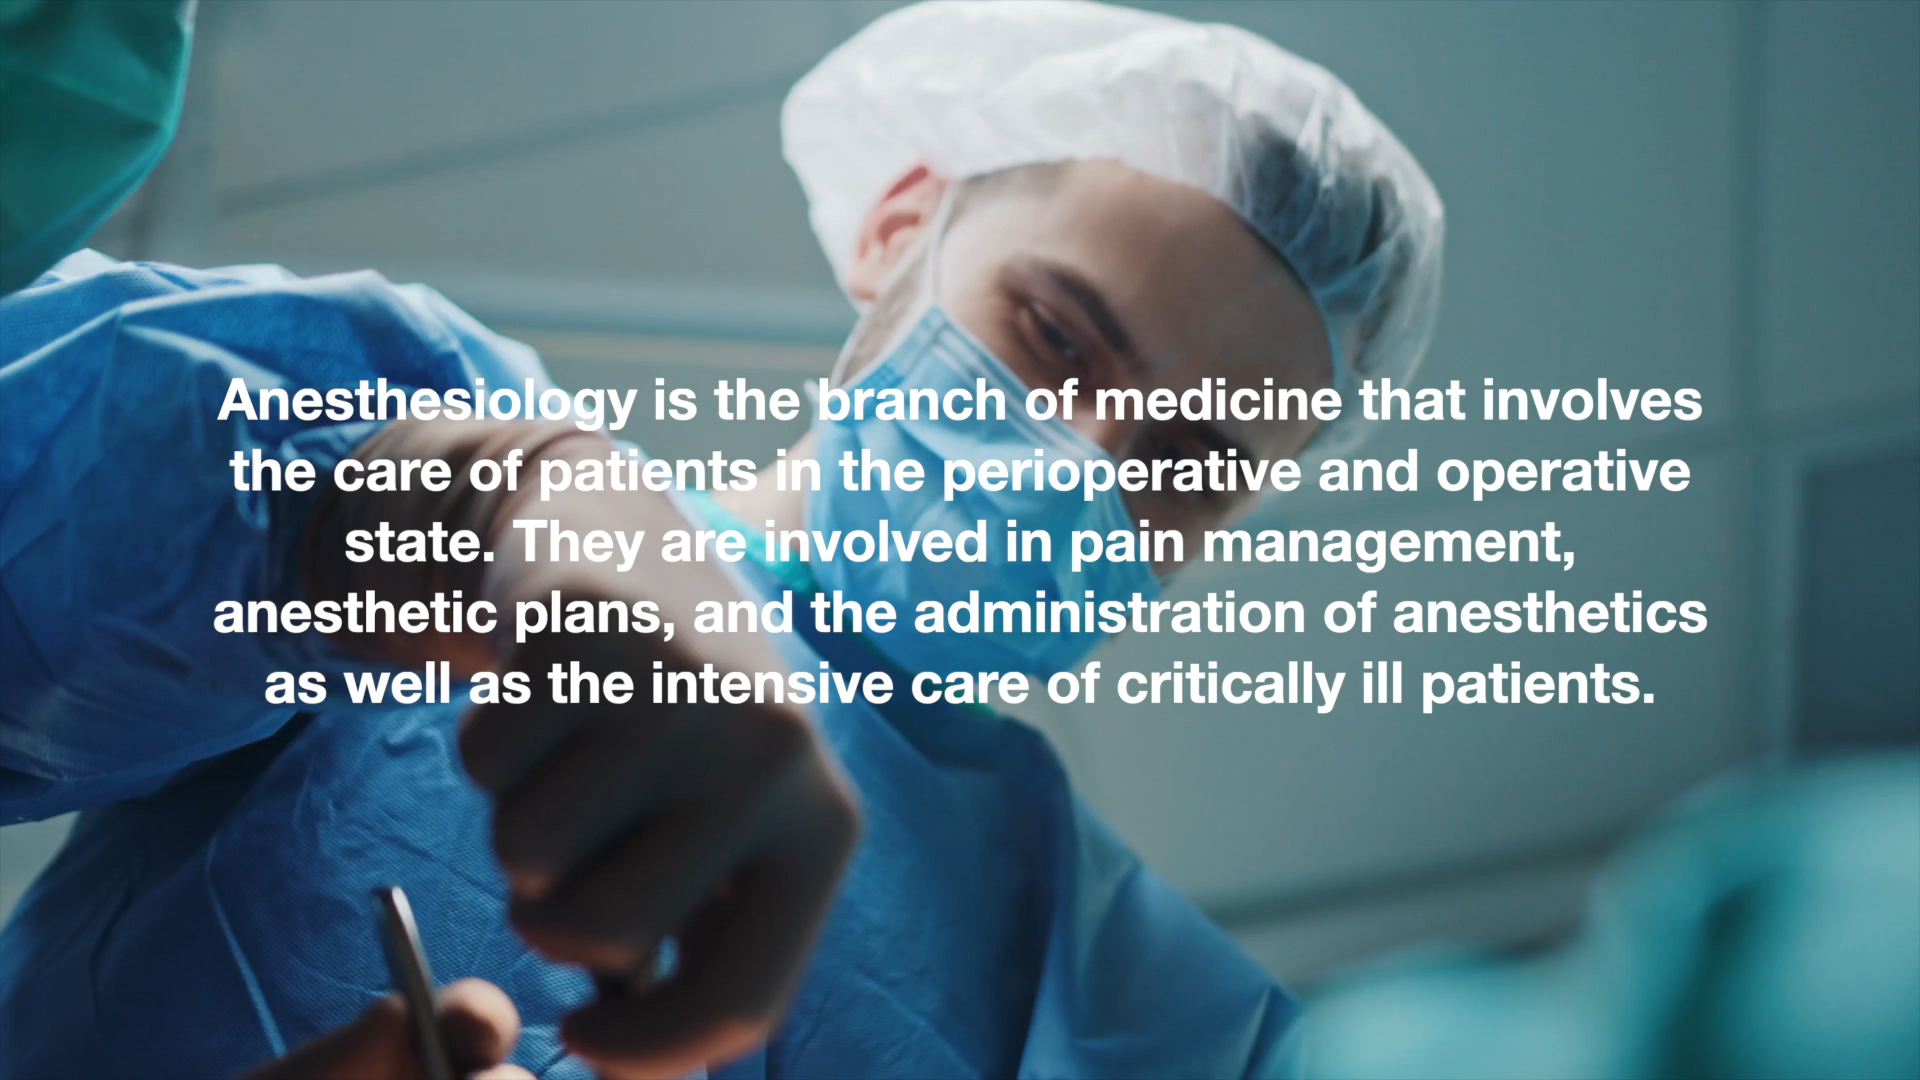 Anesthesiology is the branch of medicine that involves
the care of patients in the perioperative and operative
state. They are involved in pain management,
anesthetic plans, and the administration of anesthetics
as well as the intensive care of critically ill patients.